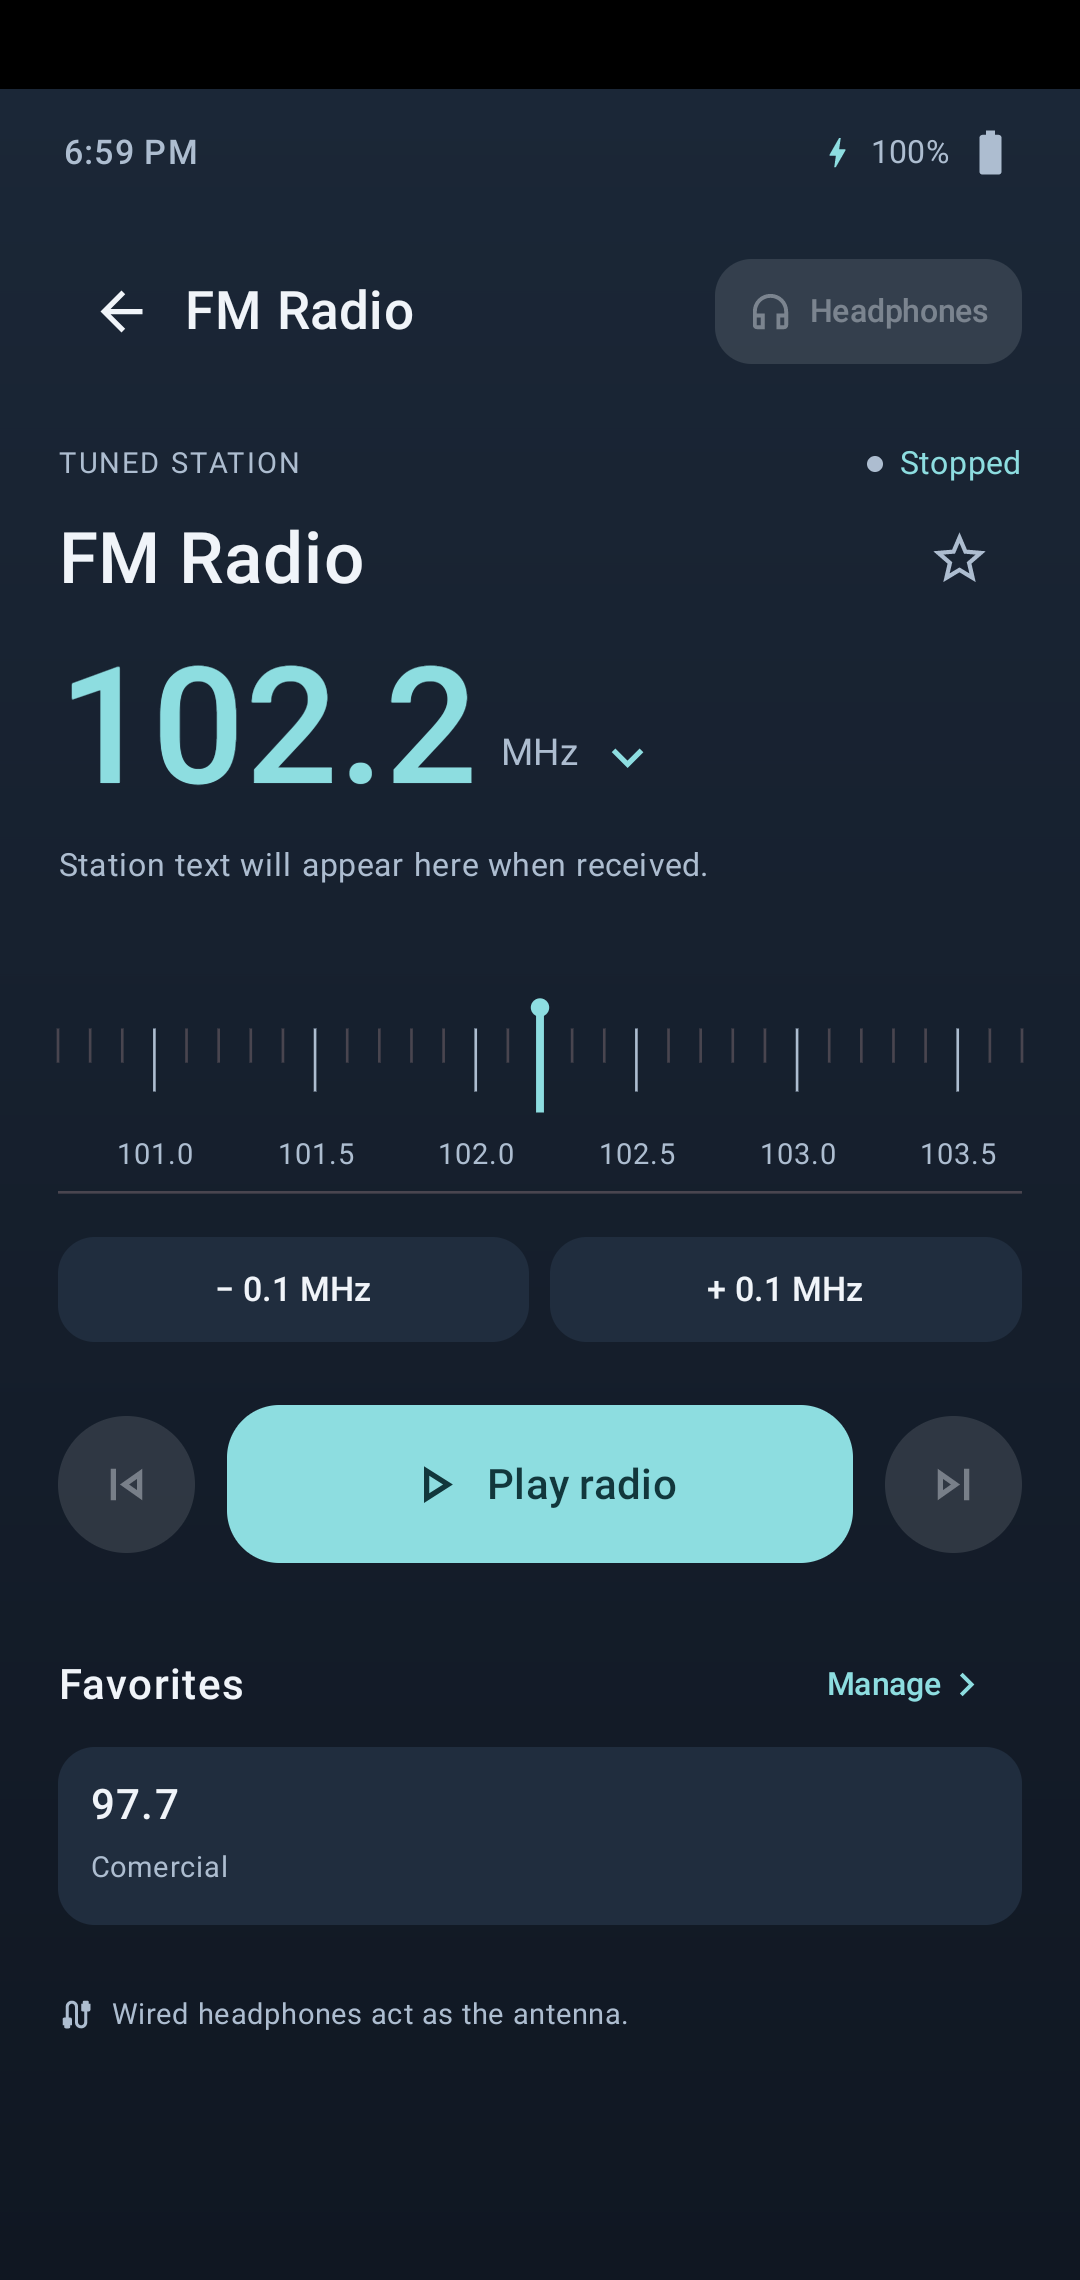 6:59 PM
100%
FM Radio
Headphones
TUNED STATION
Stopped
FM Radio
102.2 MHz
Station text will appear here when received.
101.0 101.5 102.0 102.5 103.0 103.5
− 0.1 MHz
+ 0.1 MHz
Play radio
Favorites
Manage
97.7
Comercial
Wired headphones act as the antenna.